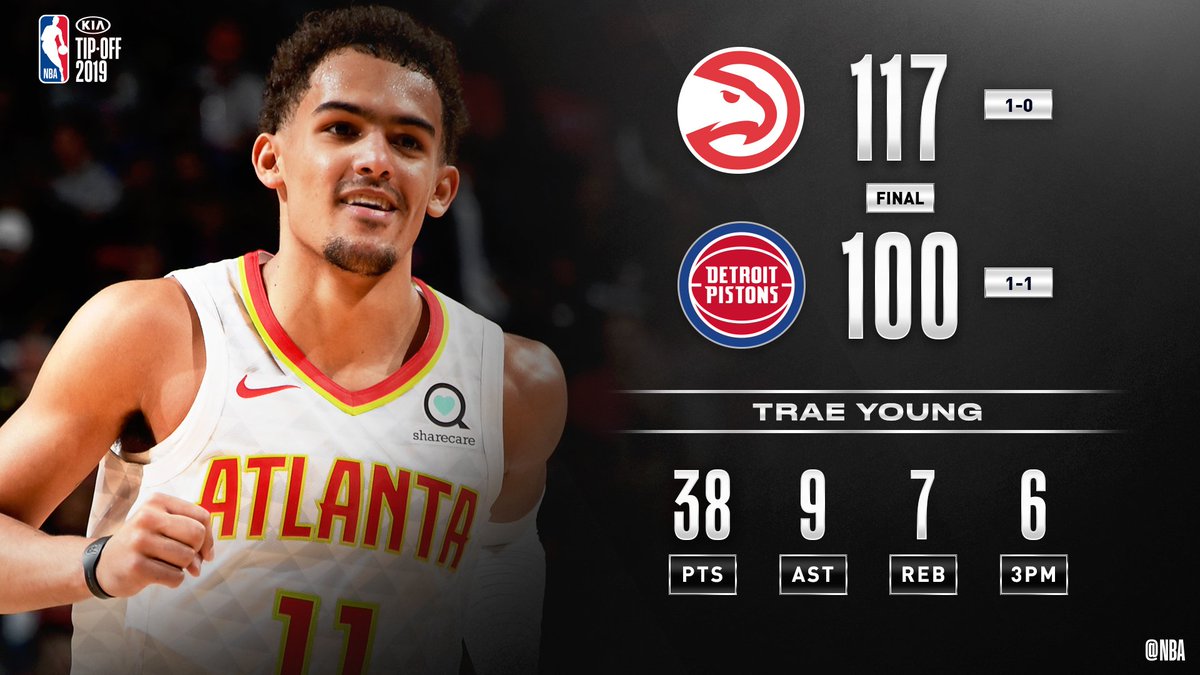 NBA
KIA
TIP-OFF
2019
sharecare
ATLANTA
11
117
1-0
FINAL
DETROIT
PISTONS
100
1-1
TRAE YOUNG
38
9
7
6
PTS
AST
REB
3PM
@NBA